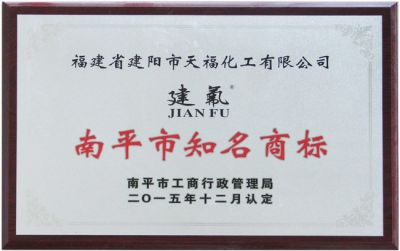 福建省建阳市天福化工有限公司
建氟®
JIAN FU
南平市知名商标
南平市工商行政管理局
二〇一五年十二月认定